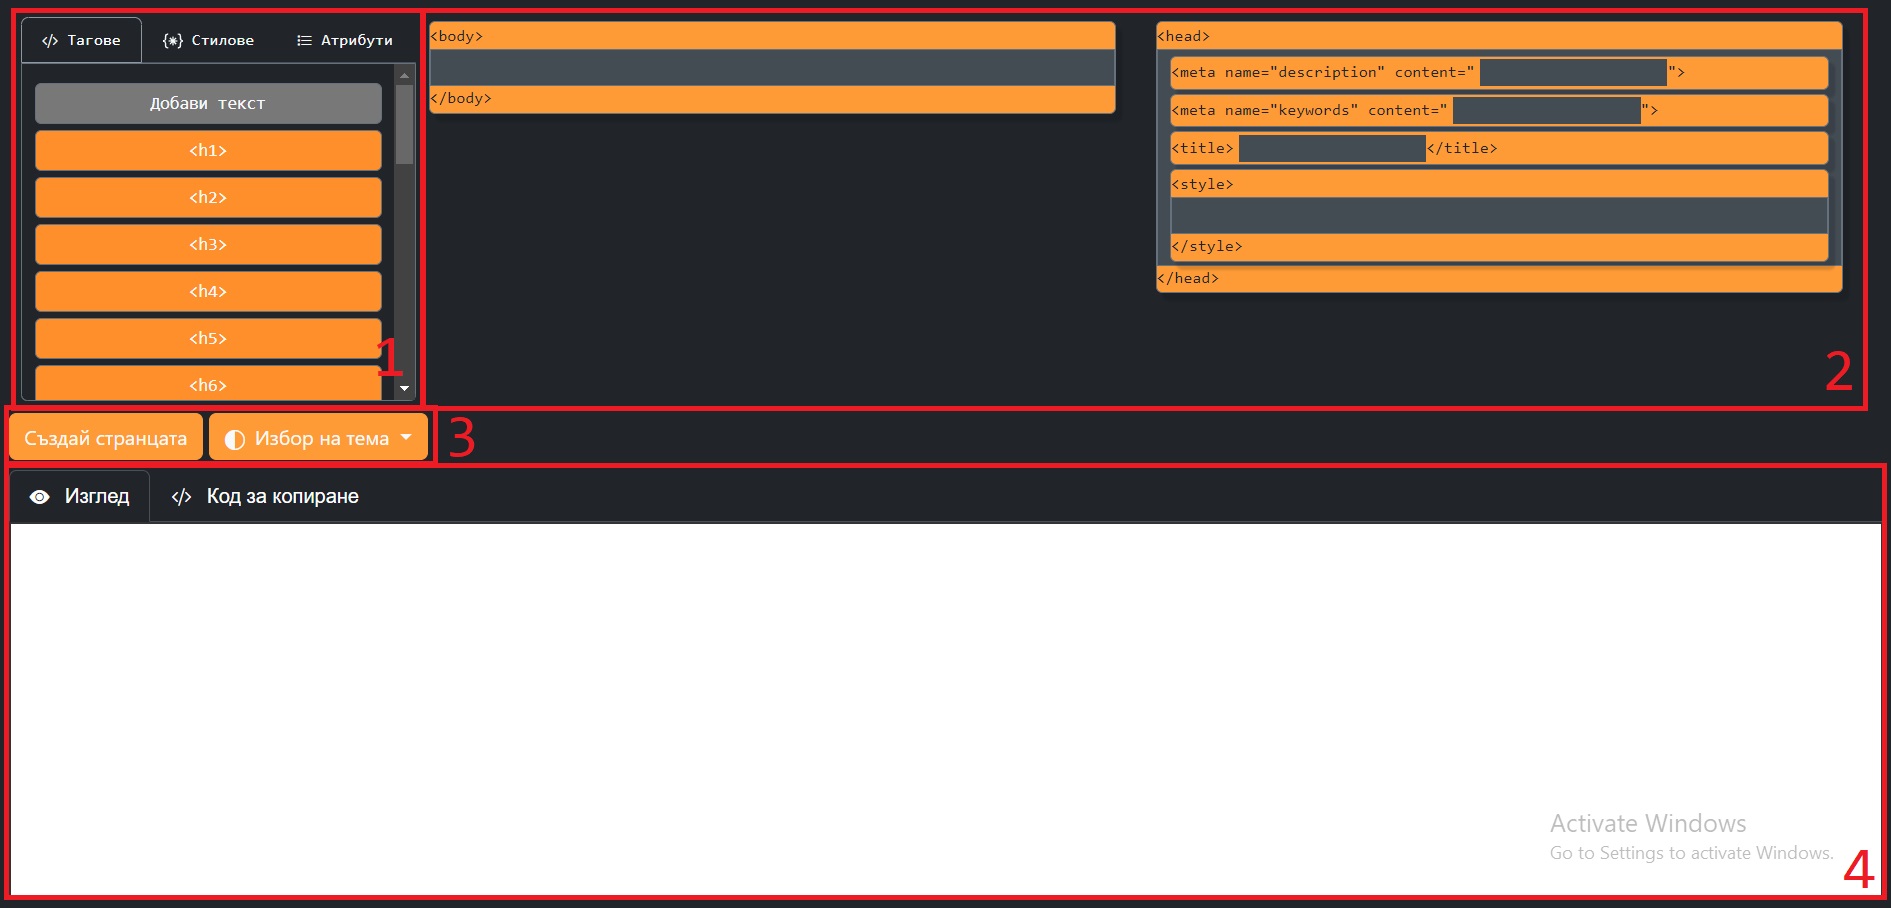 </> Тагове {*} Стилове Атрибути
Добави текст
<h1>
<h2>
<h3>
<h4>
<h5>
<h6>
1
<body>
</body>
<head>
<meta name="description" content=" ">
<meta name="keywords" content=" ">
<title> </title>
<style>
</style>
</head>
2
Създай странцата Избор на тема
3
Изглед </> Код за копиране
Activate Windows
Go to Settings to activate Windows.
4